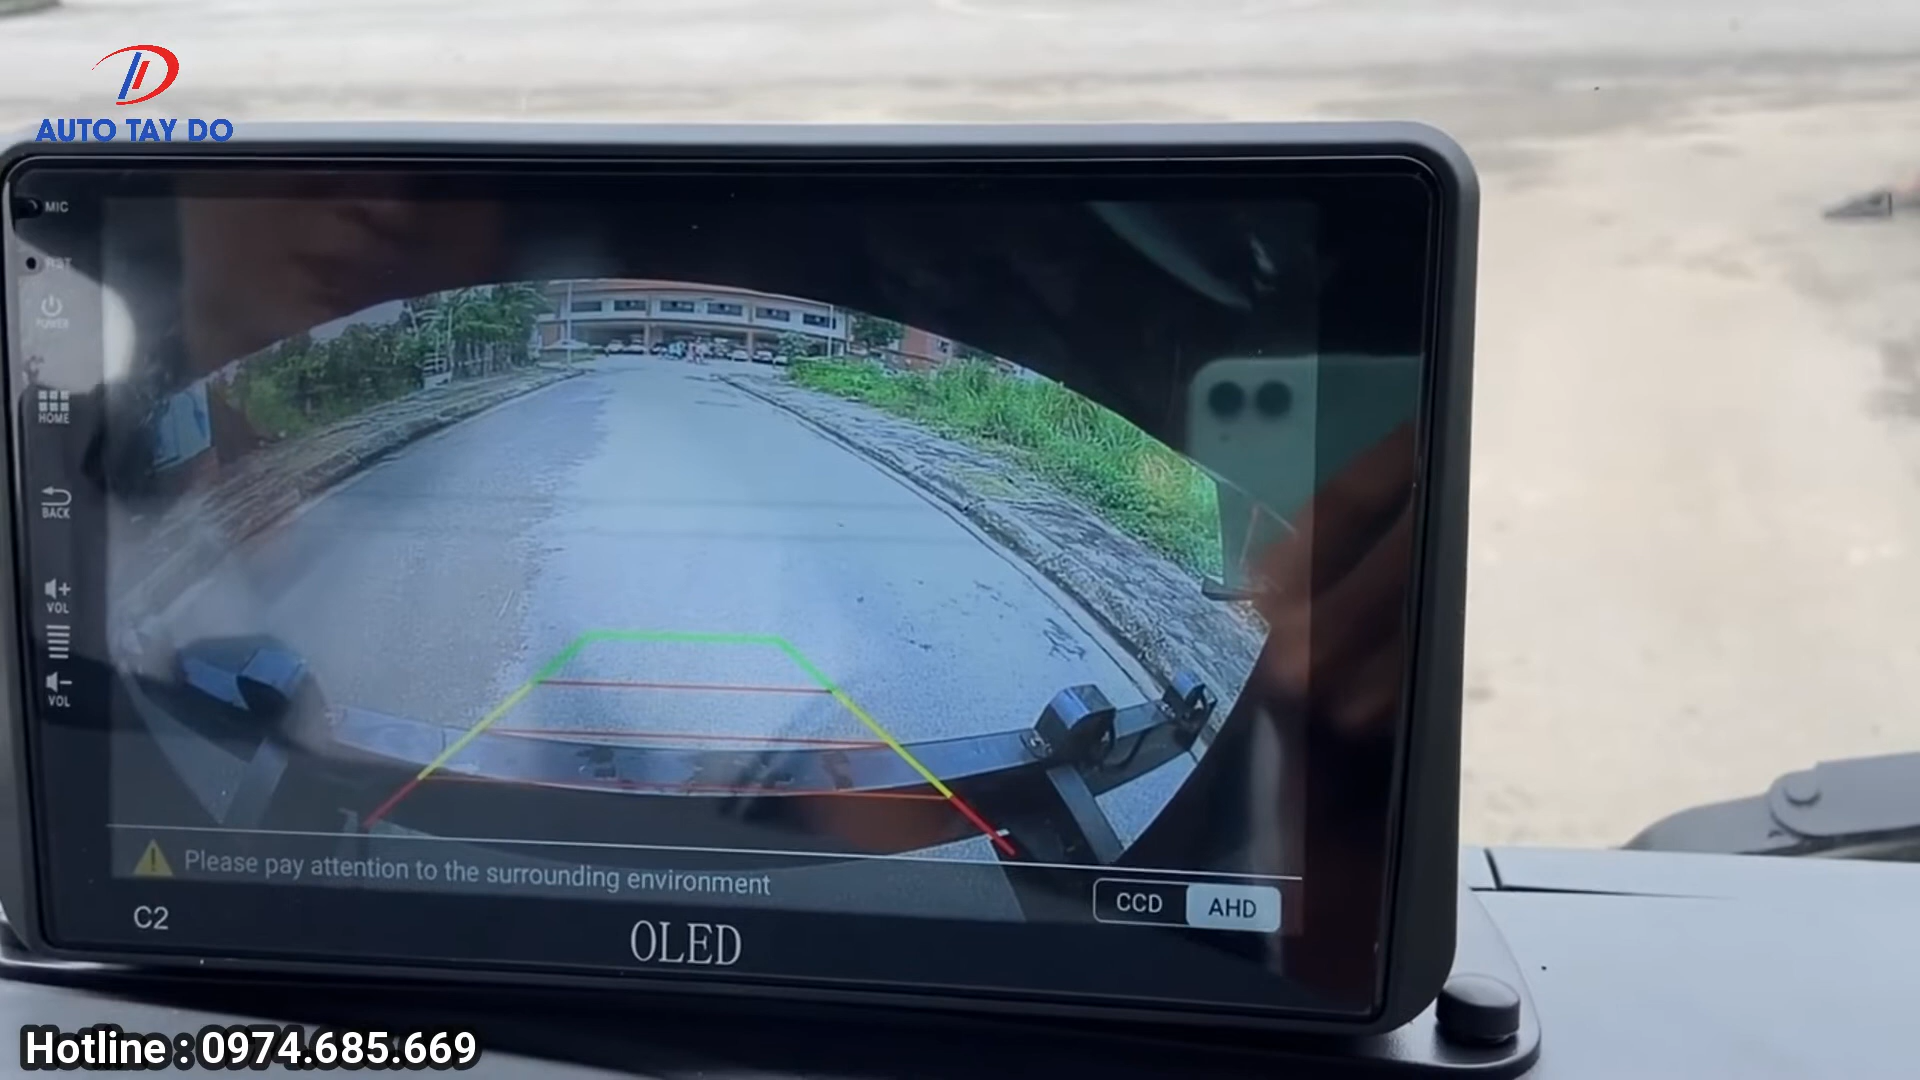 AUTO TAY DO
MIC
RST
POWER
HOME
BACK
VOL
VOL
Please pay attention to the surrounding environment
CCD AHD
C2
OLED
Hotline : 0974.685.669